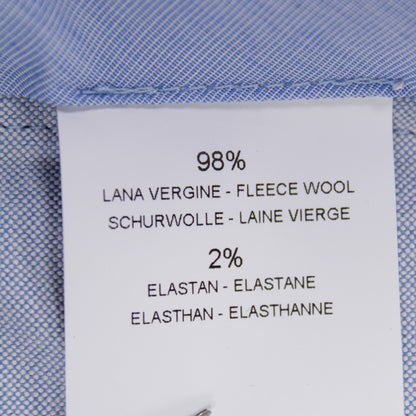 98%
LANA VERGINE - FLEECE WOOL
SCHURWOLLE - LAINE VIERGE
2%
ELASTAN - ELASTANE
ELASTHAN - ELASTHANNE